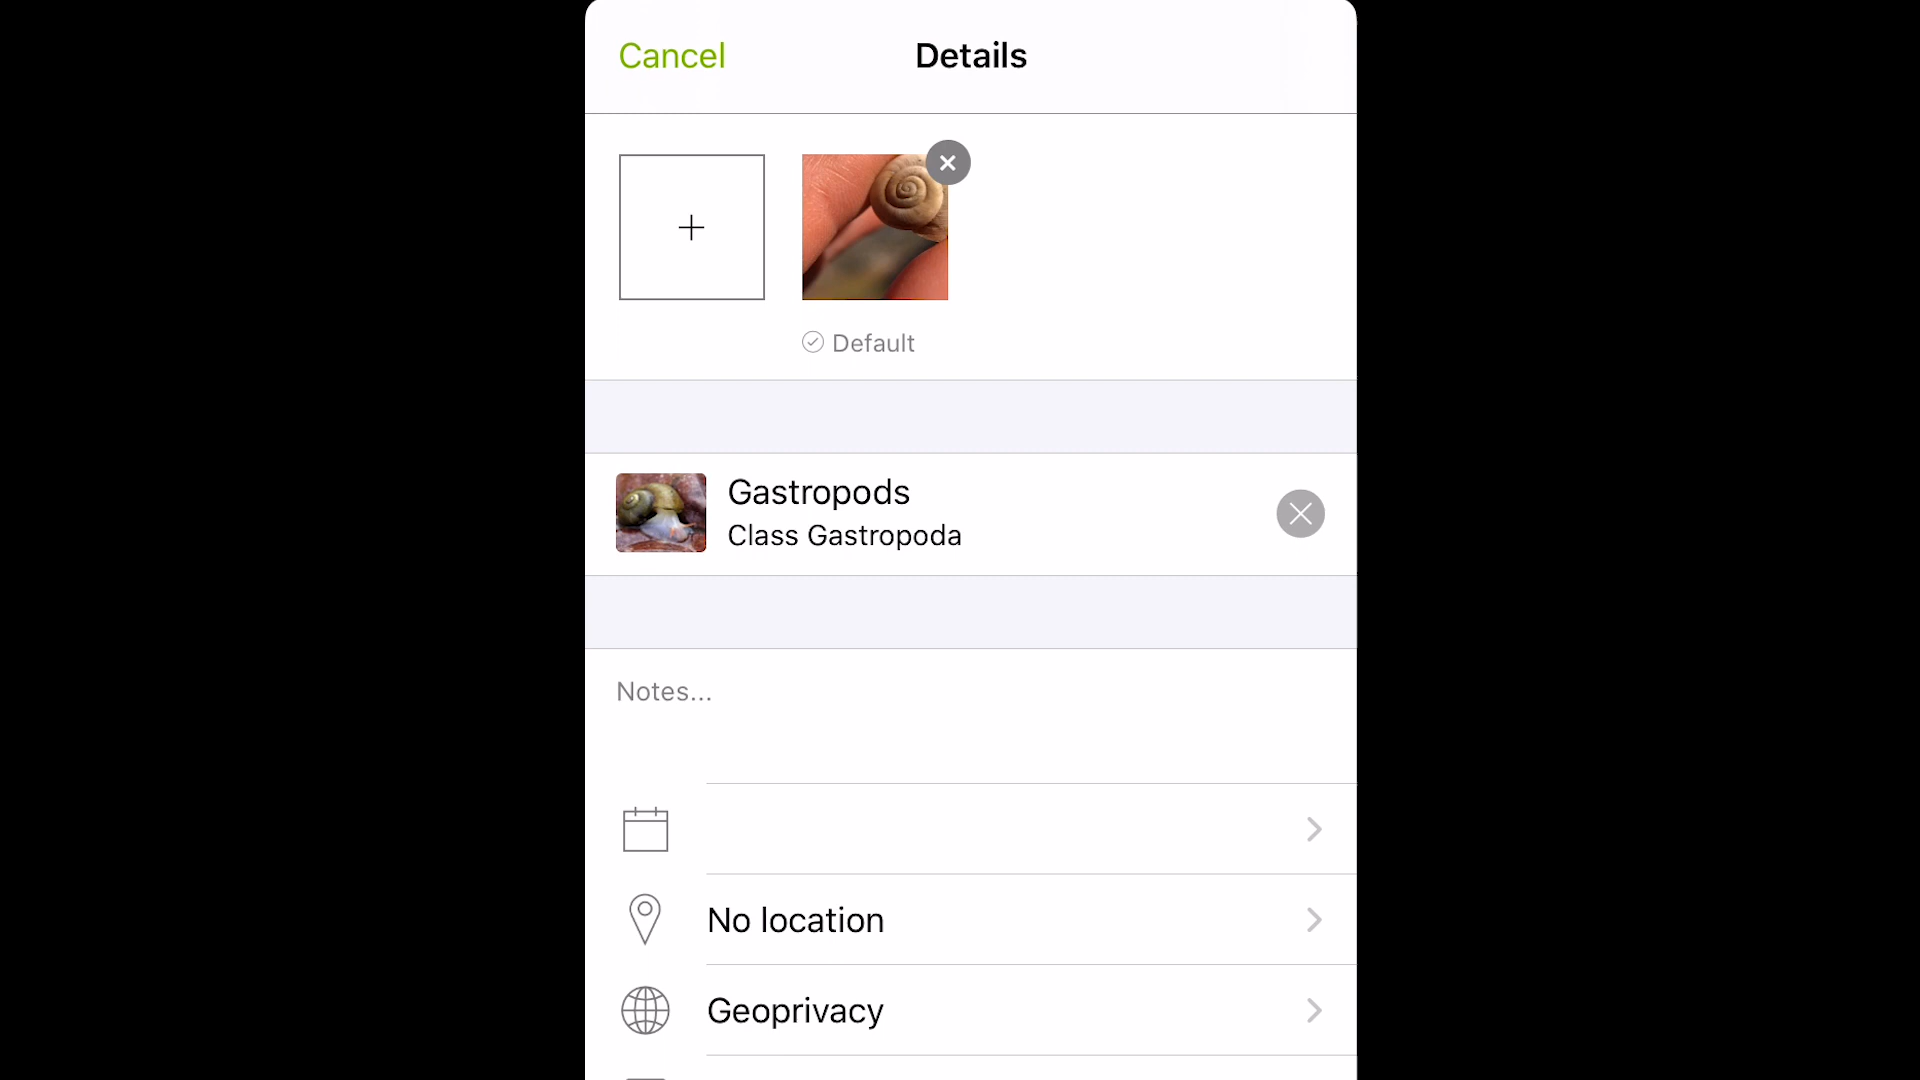 Cancel
Details
Default
Gastropods
Class Gastropoda
Notes...
No location
Geoprivacy